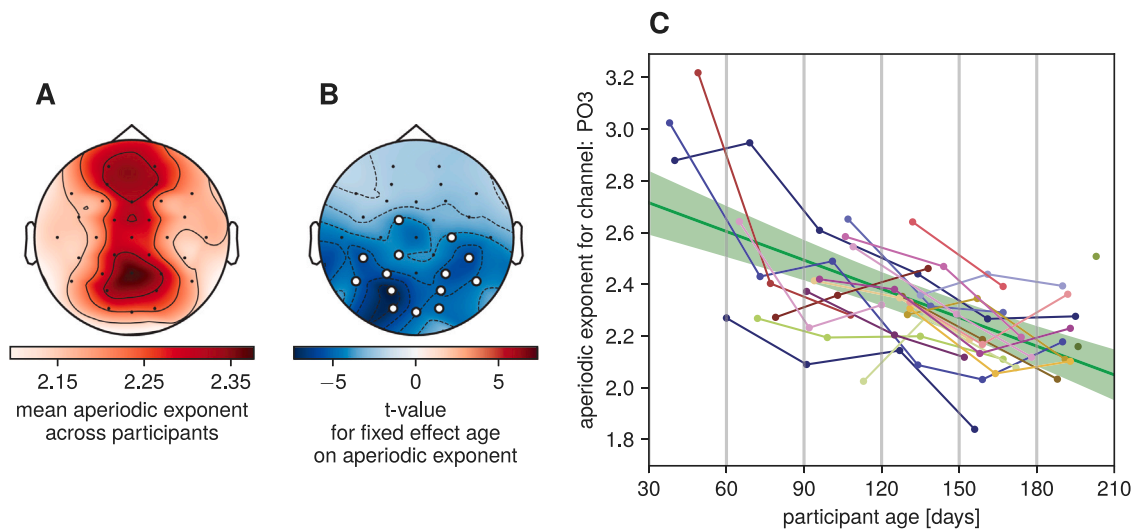 A
2.15 2.25 2.35
mean aperiodic exponent
across participants
B
−5 0 5
t-value
for fixed effect age
on aperiodic exponent
C
aperiodic exponent for channel: PO3
3.2
3.0
2.8
2.6
2.4
2.2
2.0
1.8
30 60 90 120 150 180 210
participant age [days]